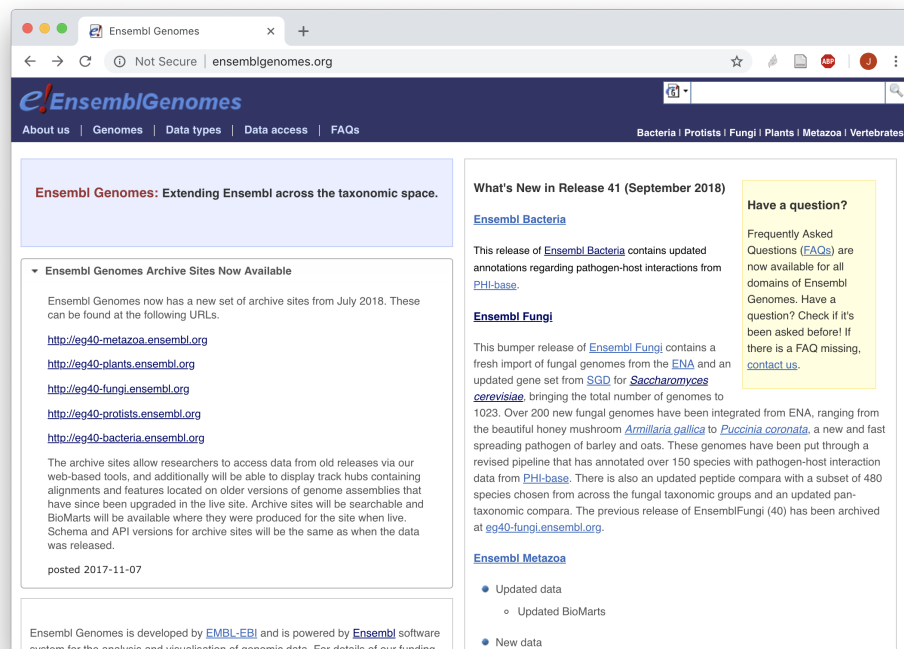 Ensembl Genomes
Not Secure | ensemblgenomes.org
ABP
J
e!EnsemblGenomes
About us | Genomes | Data types | Data access | FAQs
Bacteria | Protists | Fungi | Plants | Metazoa | Vertebrates
Ensembl Genomes: Extending Ensembl across the taxonomic space.
Ensembl Genomes Archive Sites Now Available
Ensembl Genomes now has a new set of archive sites from July 2018. These
can be found at the following URLs.
http://eg40-metazoa.ensembl.org
http://eg40-plants.ensembl.org
http://eg40-fungi.ensembl.org
http://eg40-protists.ensembl.org
http://eg40-bacteria.ensembl.org
The archive sites allow researchers to access data from old releases via our
web-based tools, and additionally will be able to display track hubs containing
alignments and features located on older versions of genome assemblies that
have since been upgraded in the live site. Archive sites will be searchable and
BioMarts will be available where they were produced for the site when live.
Schema and API versions for archive sites will be the same as when the data
was released.
posted 2017-11-07
Ensembl Genomes is developed by EMBL-EBI and is powered by Ensembl software
system for the analysis and visualisation of genomic data. For details of our funding
What's New in Release 41 (September 2018)
Ensembl Bacteria
This release of Ensembl Bacteria contains updated
annotations regarding pathogen-host interactions from
PHI-base.
Ensembl Fungi
This bumper release of Ensembl Fungi contains a
fresh import of fungal genomes from the ENA and an
updated gene set from SGD for Saccharomyces
cerevisiae, bringing the total number of genomes to
1023. Over 200 new fungal genomes have been integrated from ENA, ranging from
the beautiful honey mushroom Armillaria gallica to Puccinia coronata, a new and fast
spreading pathogen of barley and oats. These genomes have been put through a
revised pipeline that has annotated over 150 species with pathogen-host interaction
data from PHI-base. There is also an updated peptide compara with a subset of 480
species chosen from across the fungal taxonomic groups and an updated pan-
taxonomic compara. The previous release of EnsemblFungi (40) has been archived
at eg40-fungi.ensembl.org.
Ensembl Metazoa
Updated data
Updated BioMarts
New data
Have a question?
Frequently Asked
Questions (FAQs) are
now available for all
domains of Ensembl
Genomes. Have a
question? Check if it's
been asked before! If
there is a FAQ missing,
contact us.